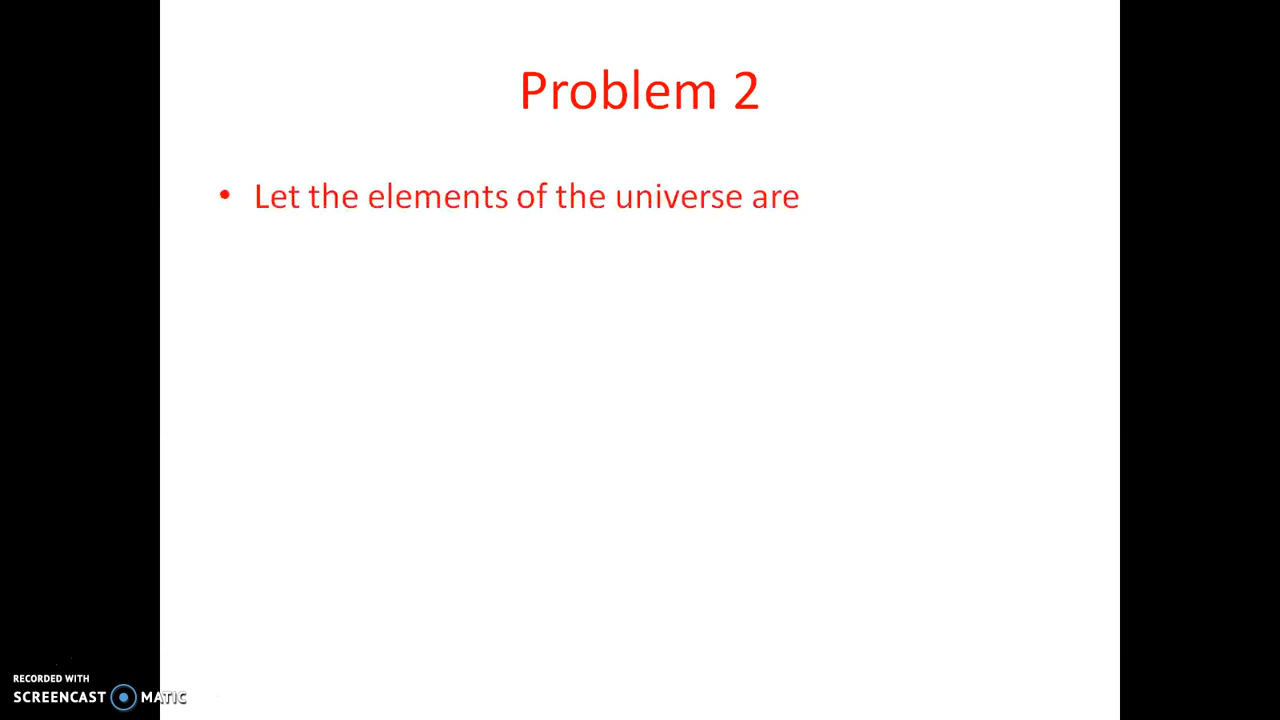 Problem 2
• Let the elements of the universe are
RECORDED WITH
SCREENCAST MATIC